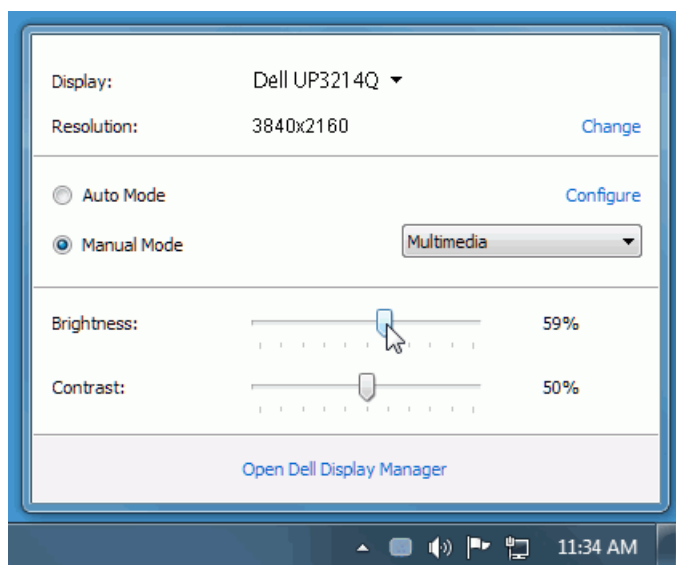 Display: Dell UP3214Q
Resolution: 3840x2160 Change
Auto Mode Configure
Manual Mode Multimedia
Brightness: 59%
Contrast: 50%
Open Dell Display Manager
11:34 AM